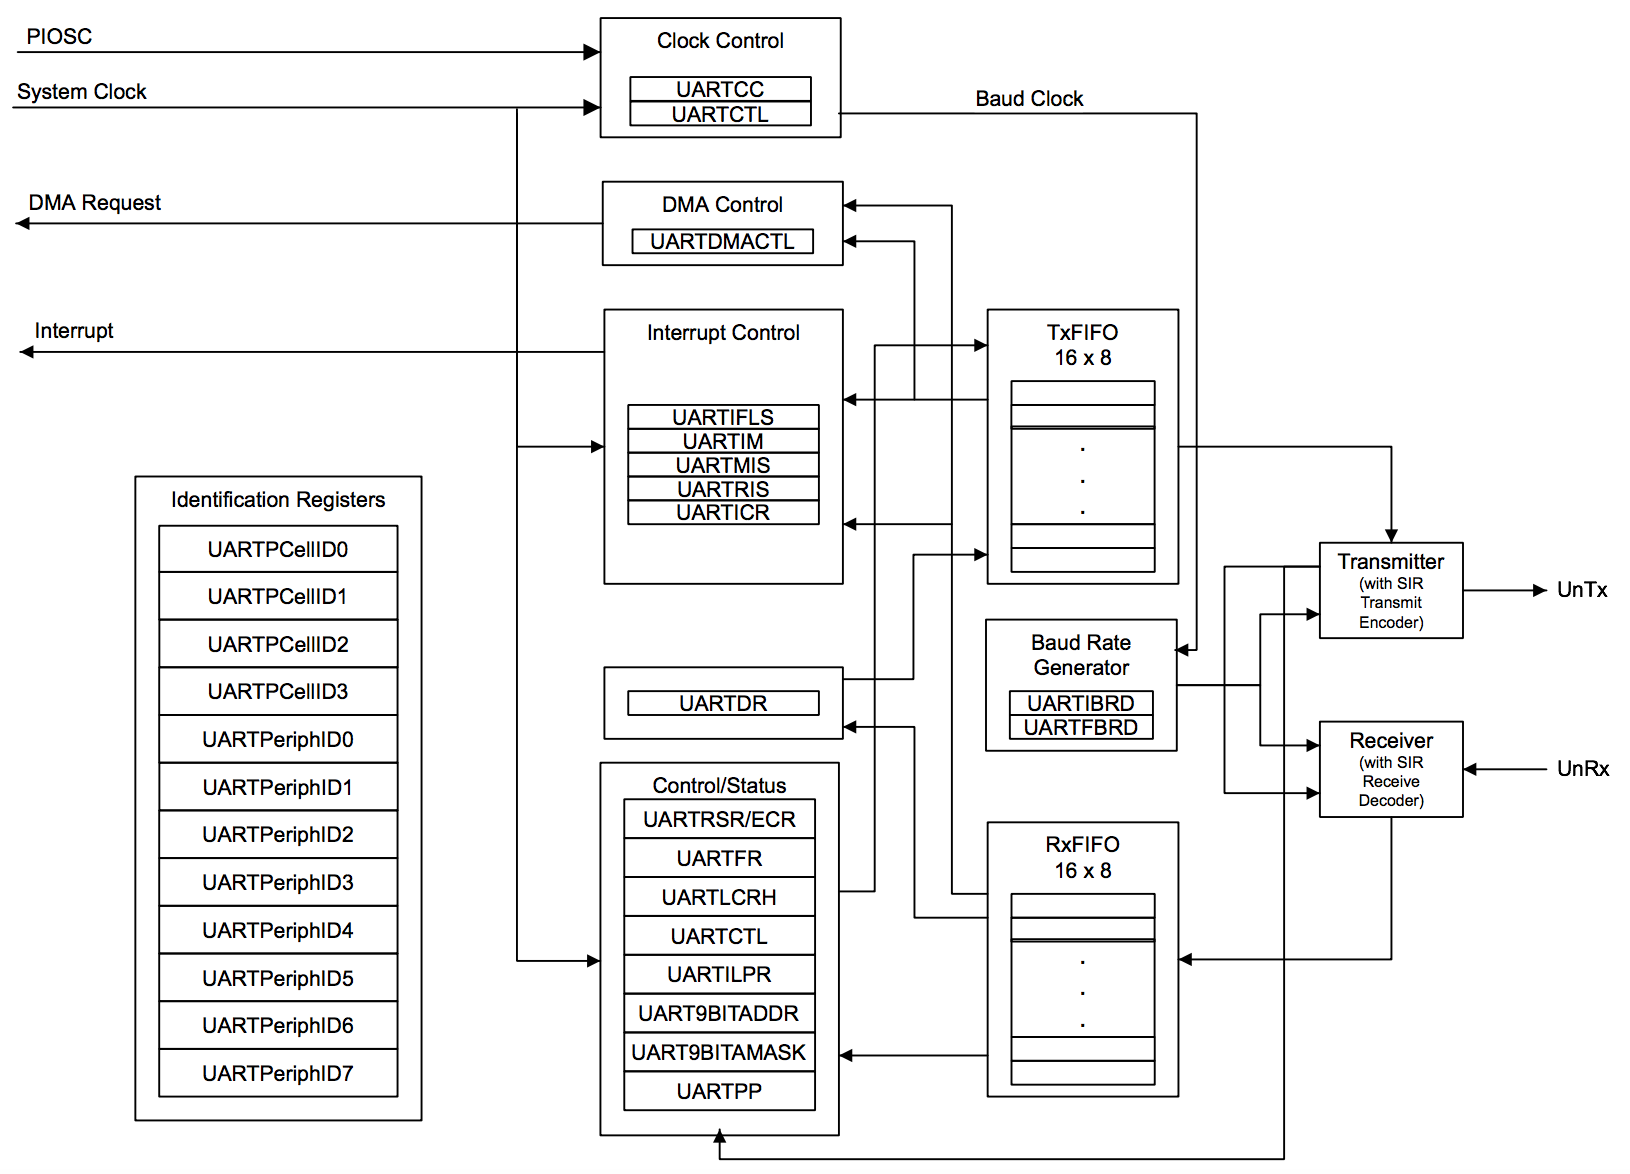 PIOSC
System Clock
DMA Request
Interrupt
Clock Control
UARTCC
UARTCTL
Baud Clock
DMA Control
UARTDMACTL
Interrupt Control
UARTIFLS
UARTIM
UARTMIS
UARTRIS
UARTICR
TxFIFO
16 x 8
.
.
.
Identification Registers
UARTPCellID0
UARTPCellID1
UARTPCellID2
UARTPCellID3
UARTPeriphID0
UARTPeriphID1
UARTPeriphID2
UARTPeriphID3
UARTPeriphID4
UARTPeriphID5
UARTPeriphID6
UARTPeriphID7
UARTDR
Baud Rate
Generator
UARTIBRD
UARTFBRD
Transmitter
(with SIR
Transmit
Encoder)
UnTx
Receiver
(with SIR
Receive
Decoder)
UnRx
Control/Status
UARTRSR/ECR
UARTFR
UARTLCRH
UARTCTL
UARTILPR
UART9BITADDR
UART9BITAMASK
UARTPP
RxFIFO
16 x 8
.
.
.